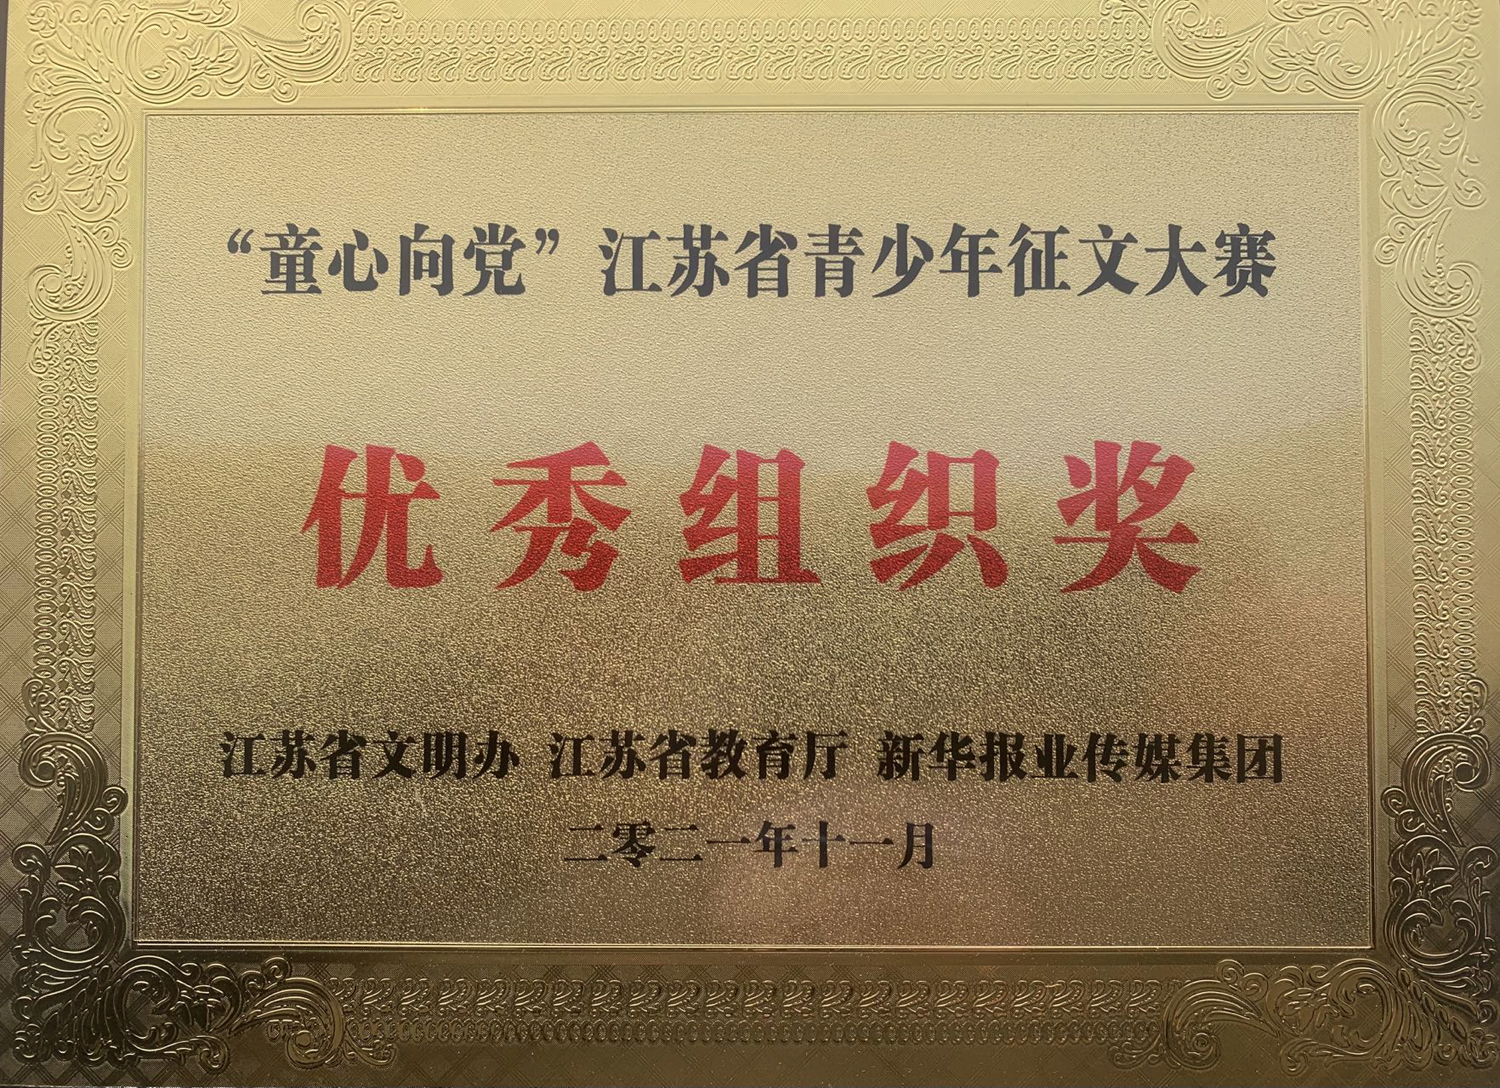 “童心向党”江苏省青少年征文大赛
优秀组织奖
江苏省文明办 江苏省教育厅 新华报业传媒集团
二零二一年十一月